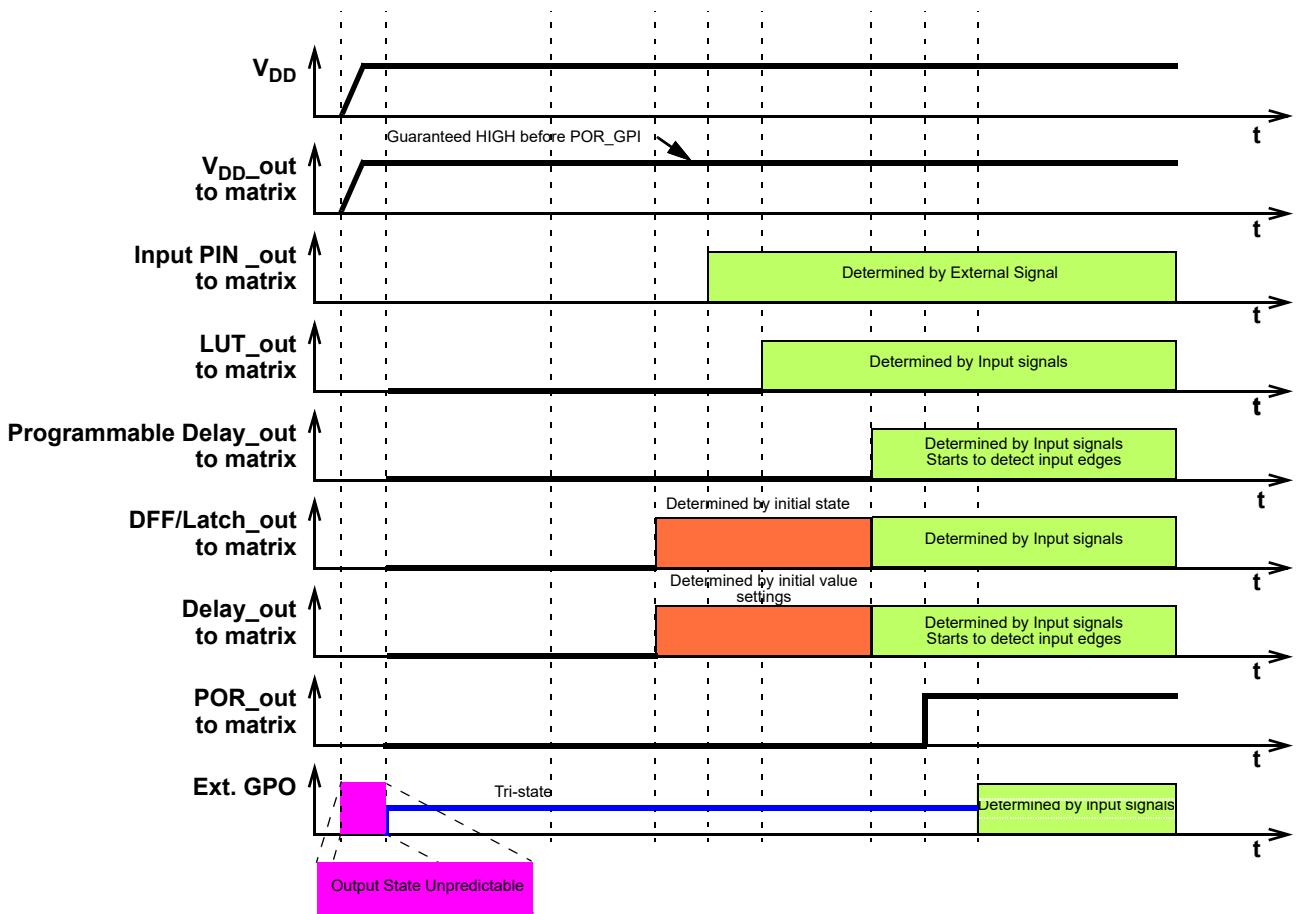 VDD
t
Guaranteed HIGH before POR_GPI
VDD_out
to matrix
t
Input PIN _out
to matrix
Determined by External Signal
t
LUT_out
to matrix
Determined by Input signals
t
Programmable Delay_out
to matrix
Determined by Input signals
Starts to detect input edges
t
DFF/Latch_out
to matrix
Determined by initial state
Determined by Input signals
t
Delay_out
to matrix
Determined by initial value
settings
Determined by Input signals
Starts to detect input edges
t
POR_out
to matrix
t
Ext. GPO
Tri-state
Determined by input signals
t
Output State Unpredictable